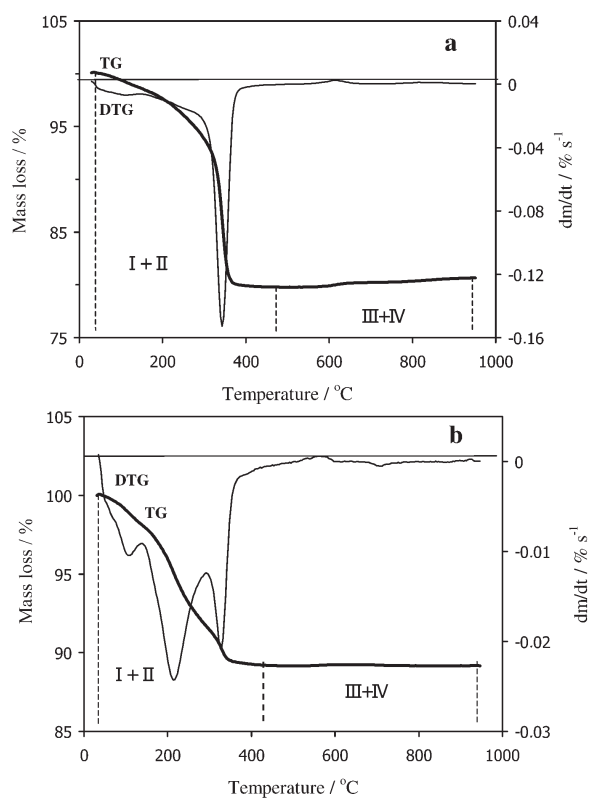 105
0.04
a
TG
0
DTG
95
-0.04
Mass loss / %
dm/dt / % s-1
-0.08
85
I + II
-0.12
III+IV
75
-0.16
0
200
400
600
800
1000
Temperature / oC
105
b
DTG
0
100
TG
-0.01
95
Mass loss / %
dm/dt / % s-1
-0.02
90
I + II
III+IV
85
-0.03
0
200
400
600
800
1000
Temperature / oC